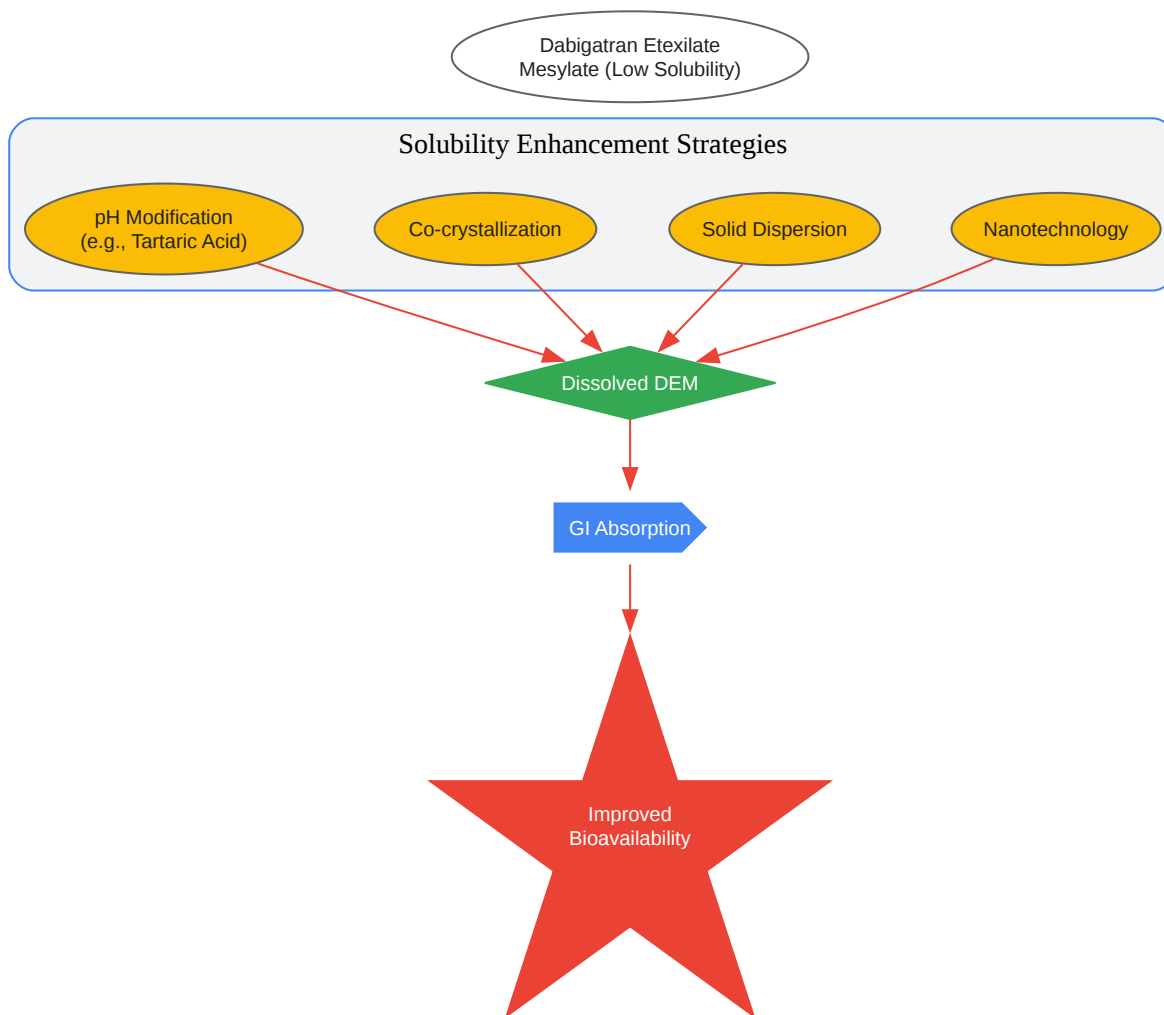 Dabigatran Etexilate
Mesylate (Low Solubility)
Solubility Enhancement Strategies
pH Modification
(e.g., Tartaric Acid)
Co-crystallization
Solid Dispersion
Nanotechnology
Dissolved DEM
GI Absorption
Improved
Bioavailability